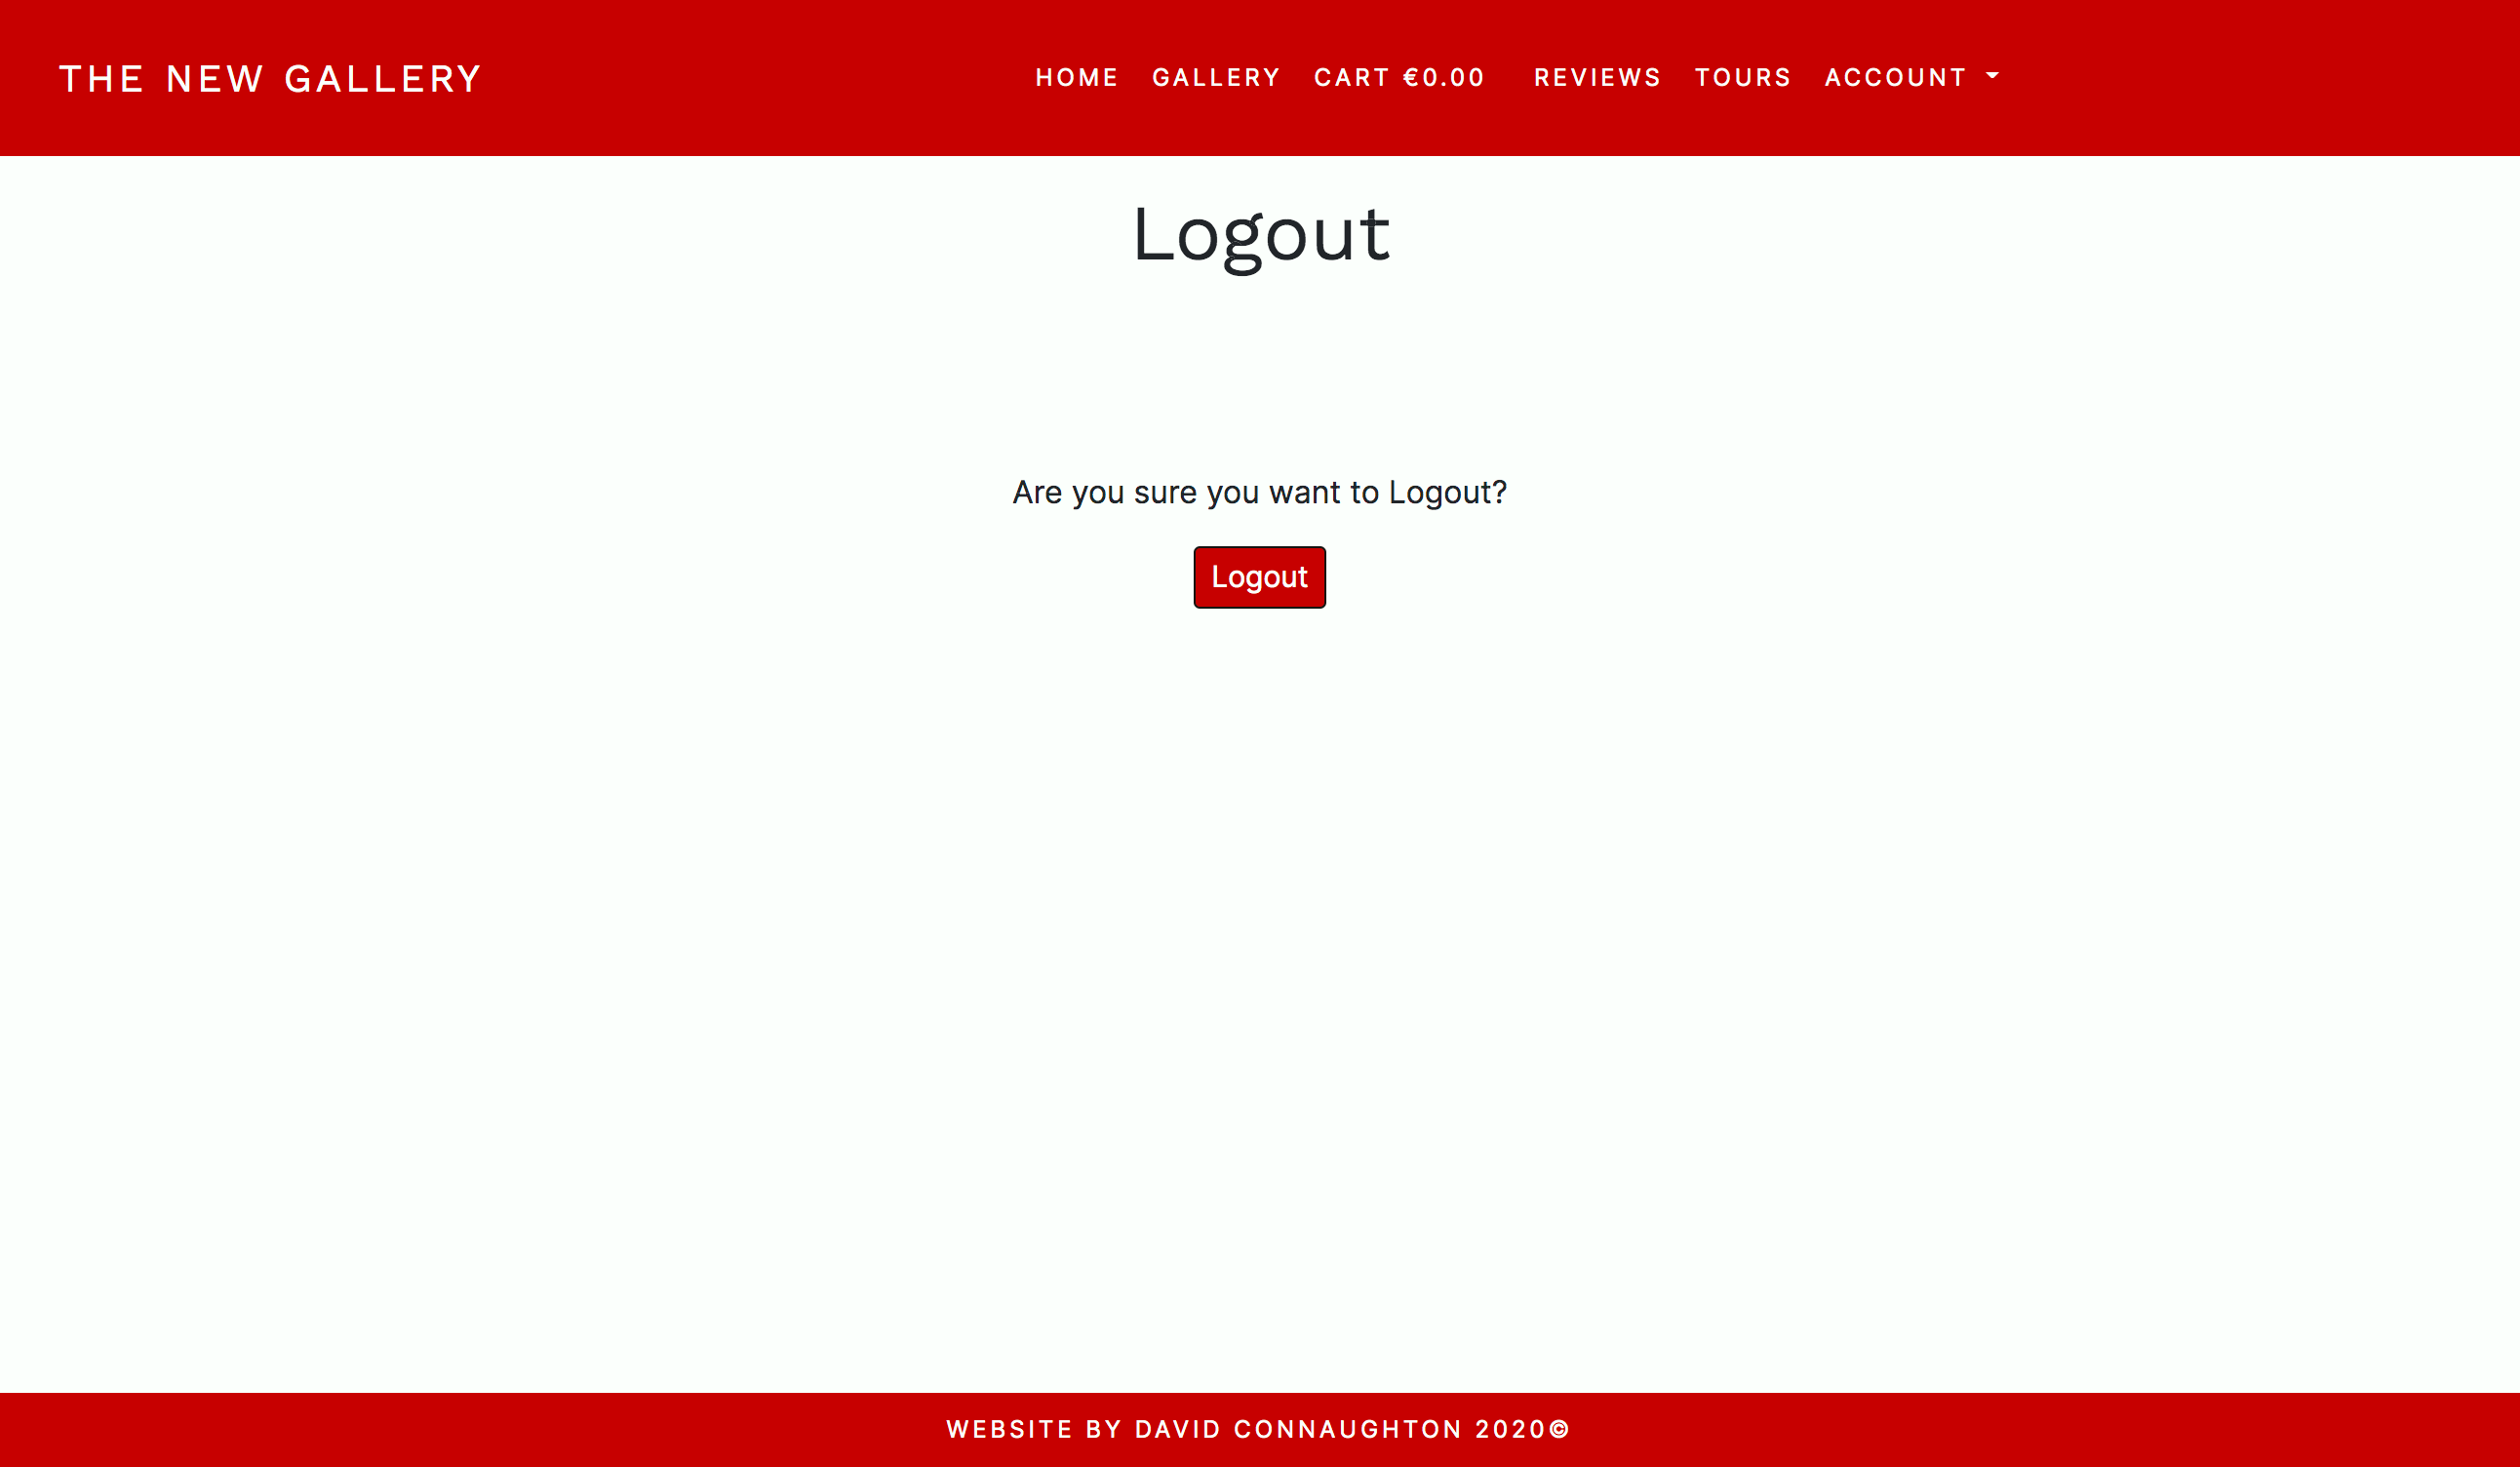 THE NEW GALLERY
HOME GALLERY CART €0.00 REVIEWS TOURS ACCOUNT
Logout
Are you sure you want to Logout?
Logout
WEBSITE BY DAVID CONNAUGHTON 2020©